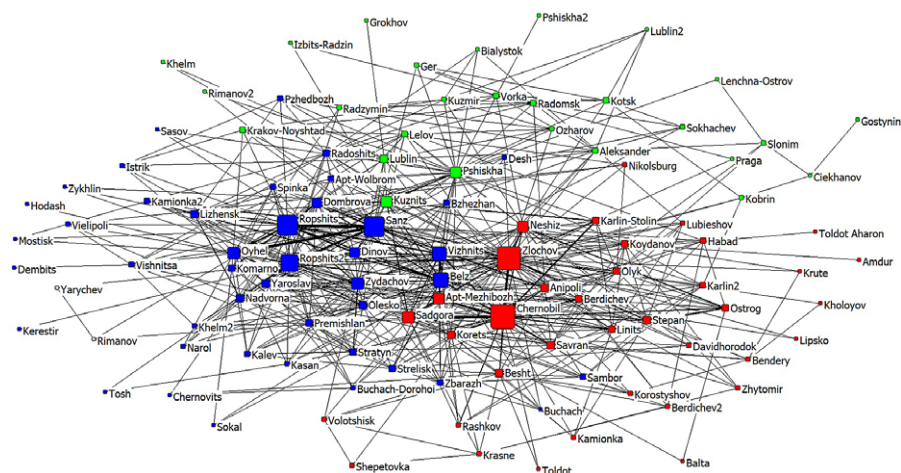 Grokhov
Pshiskha2
Lublin2
Izbits-Radzin
Bialystok
Khelm
Ger
Lenchna-Ostrov
Rimanov2
Pzhedbozh
Radzymin
Kuzmir
Vorka
Radomsk
Kotsk
Gostynin
Sasov
Krakov-Noyshtad
Lelov
Ozharov
Sokhachev
Slonim
Istrik
Radoshits
Lublin
Desh
Aleksander
Nikolsburg
Praga
Ciekhanov
Zykhlin
Spinka
Apt-Wolbrom
Pshiskha
Kobrin
Hodash
Kamionka2
Dombrova
Kuznits
Bzhezhan
Vielipoli
Lizhensk
Ropshits
Sanz
Neshiz
Karlin-Stolin
Lubieshov
Toldot Aharon
Mostisk
Ovhel
Dinov
Vizhnits
Zlochov
Koydanov
Habad
Amdur
Dembits
Vishnitsa
Komarno
Ropshits2
Olyk
Krute
Yarychev
Yaroslav
Zydachov
Belz
Anipoli
Karlin2
Nadvorna
Olesko
Apt-Mezhibozh
Berdichev
Ostrog
Kholoyov
Kerestir
Khelm2
Premishlan
Sadgora
Chernobil
Linits
Stepan
Rimanov
Narol
Korets
Savran
Davidhorodok
Lipsko
Kalev
Kasan
Stratyn
Strelisk
Besht
Sambor
Bendery
Tosh
Chernovits
Buchach-Dorohoi
Zbarazh
Korostyshev
Zhytomir
Sokal
Volotshisk
Rashkov
Buchach
Berdichev2
Kamionka
Shepetovka
Krasne
Toldot
Balta